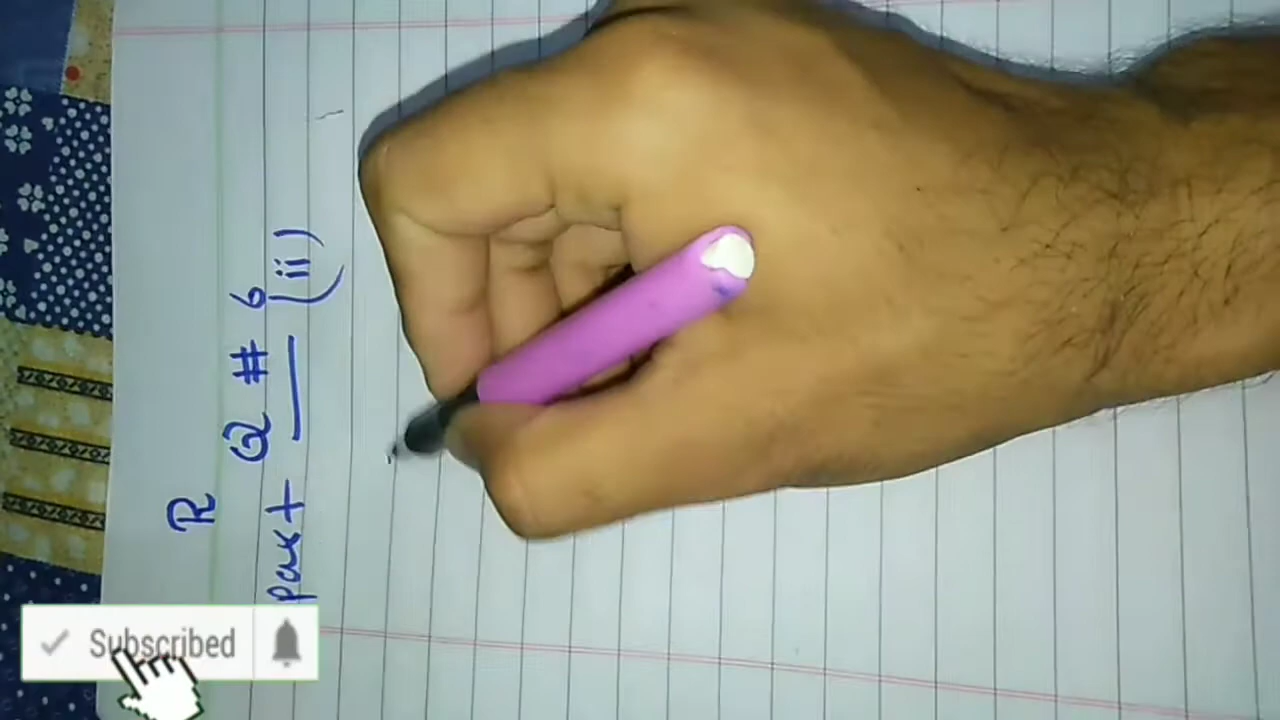 R
Q # 6
part — (ii)
Subscribed